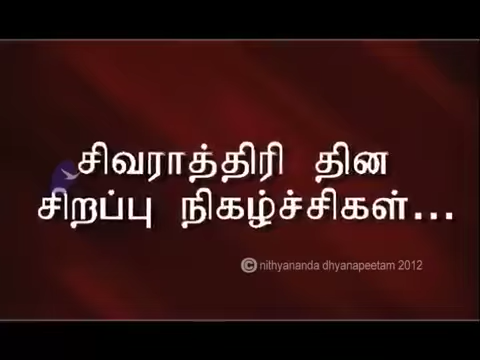 சிவராத்திரி தின
சிறப்பு நிகழ்ச்சிகள்...
© nithyananda dhyanapeetam 2012